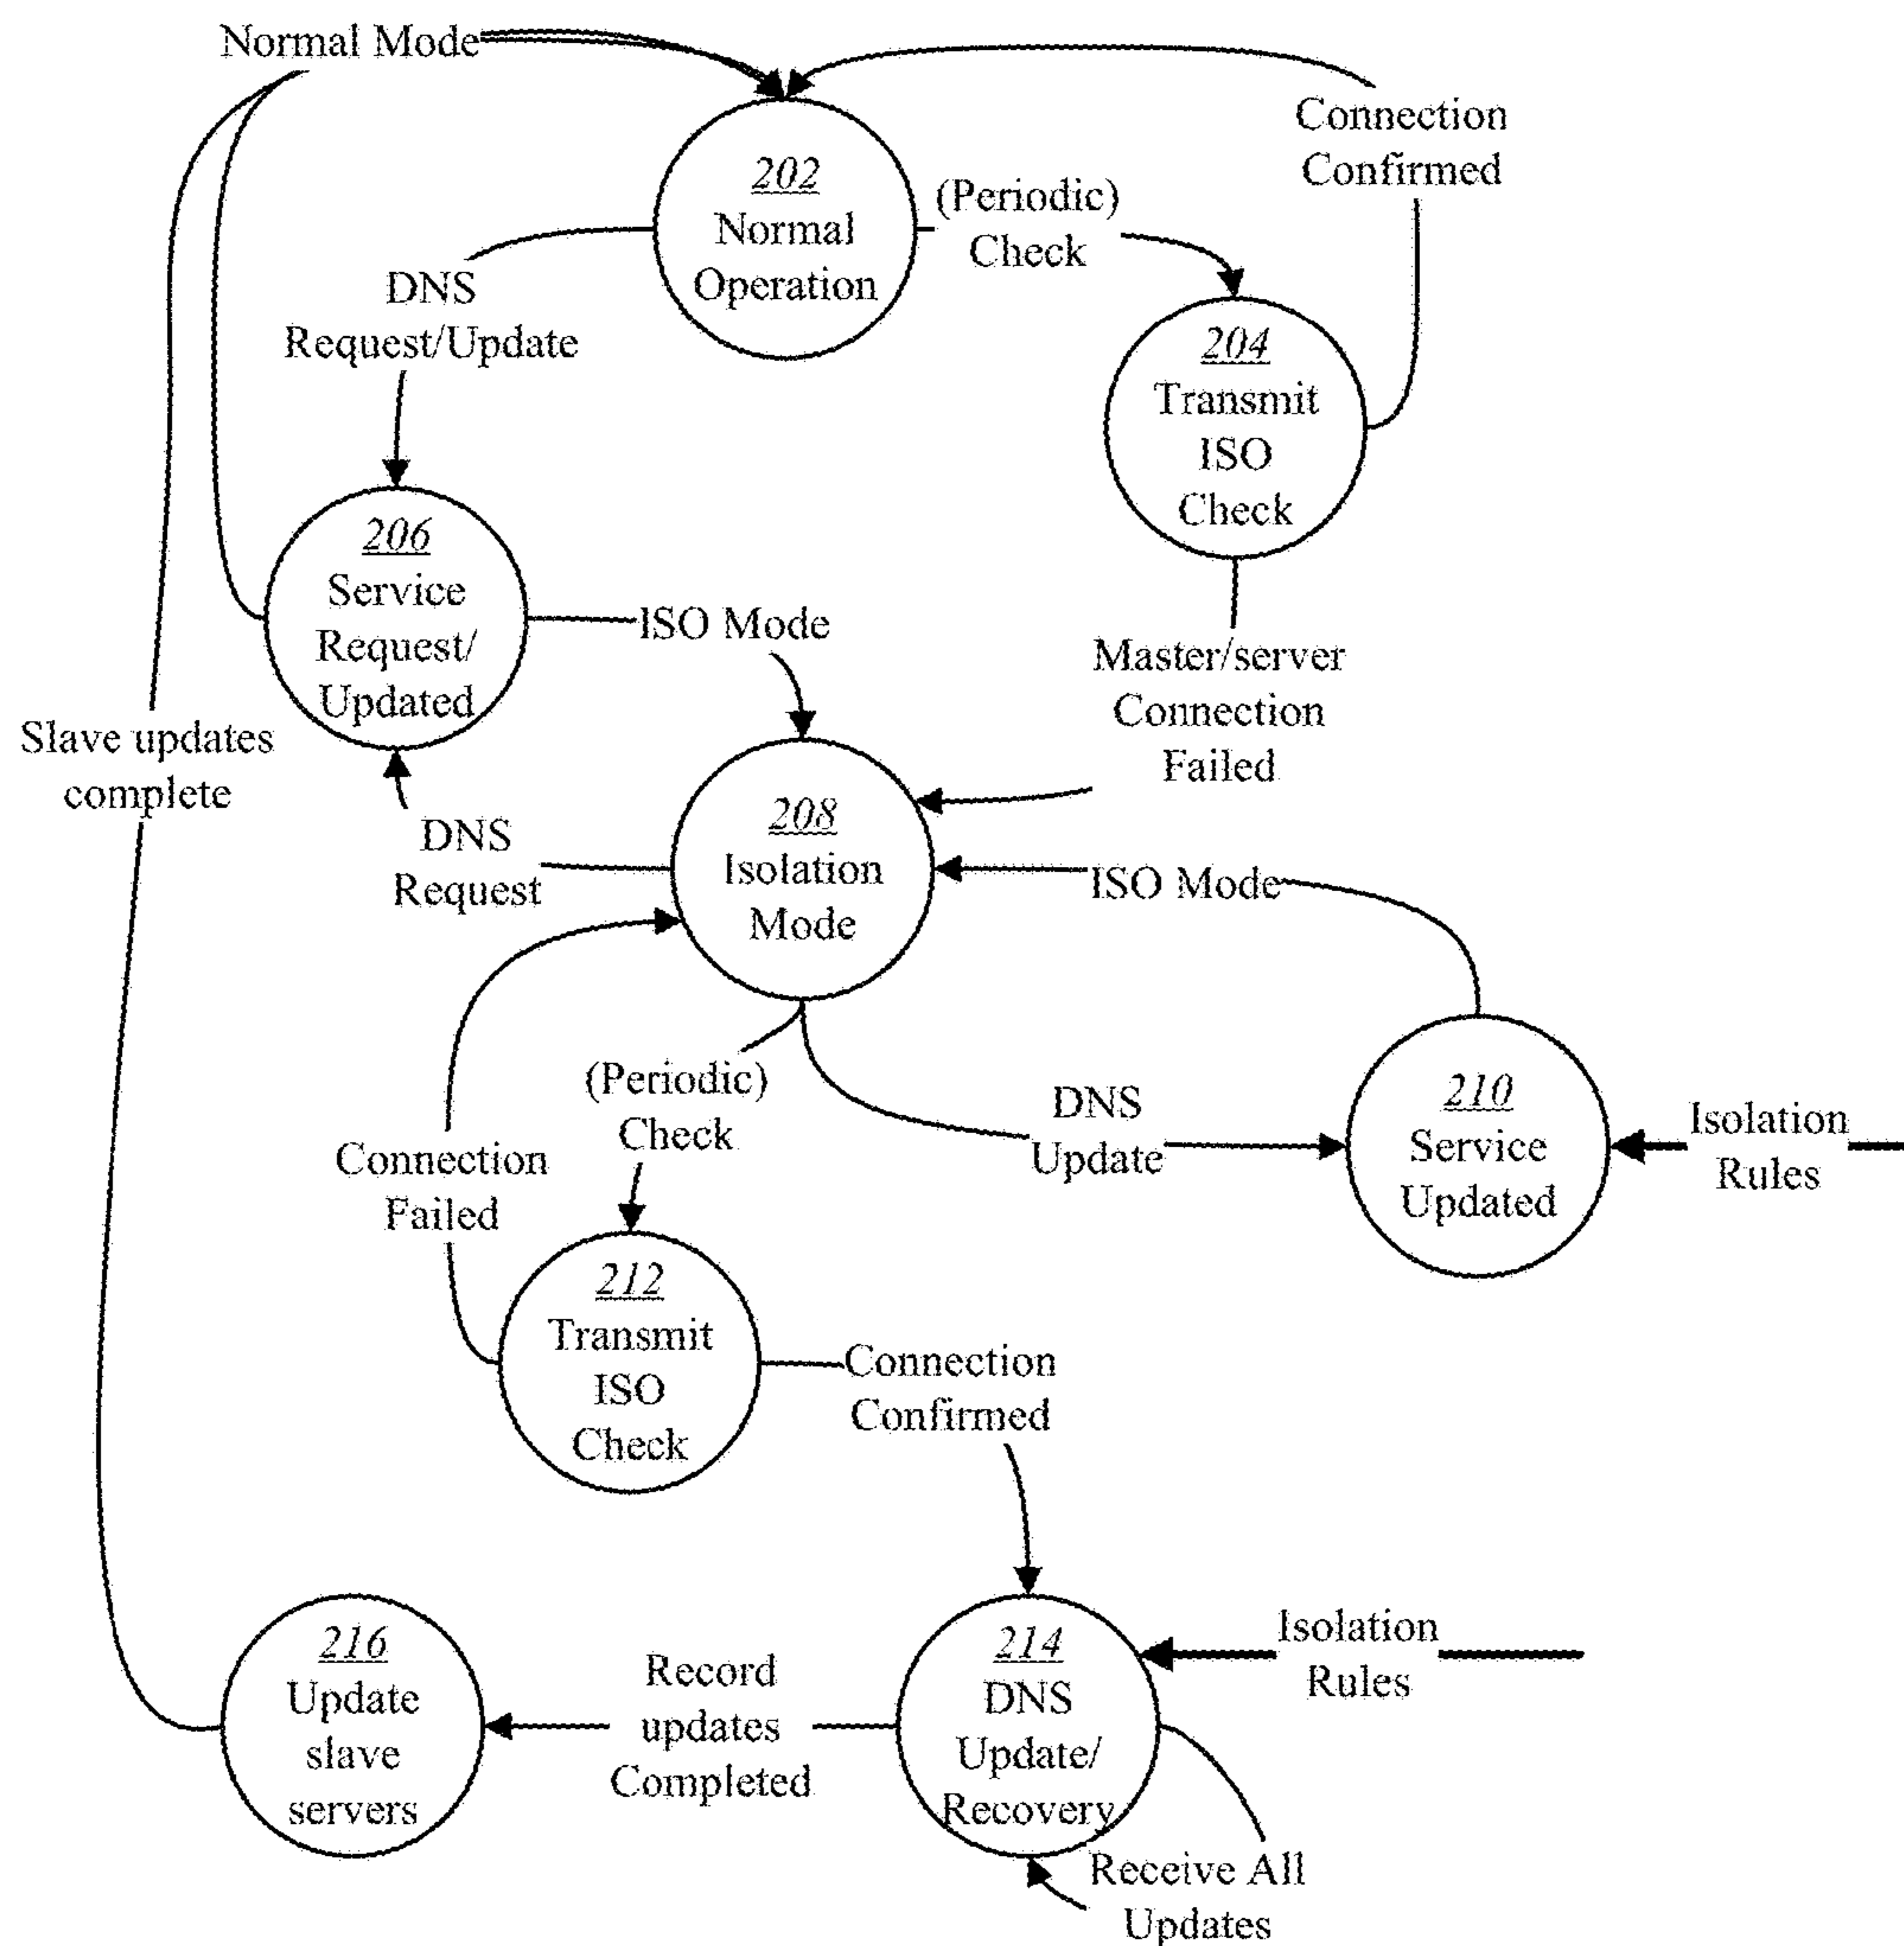 Normal Mode
Connection
Confirmed
202
Normal
Operation
(Periodic)
Check
DNS
Request/Update
204
Transmit
ISO
Check
206
Service
Request/
Updated
ISO Mode
Master/server
Connection
Failed
Slave updates
complete
DNS
Request
208
Isolation
Mode
ISO Mode
(Periodic)
Check
DNS
Update
210
Service
Updated
Isolation
Rules
Connection
Failed
212
Transmit
ISO
Check
Connection
Confirmed
216
Update
slave
servers
Record
updates
Completed
214
DNS
Update/
Recovery
Isolation
Rules
Receive All
Updates